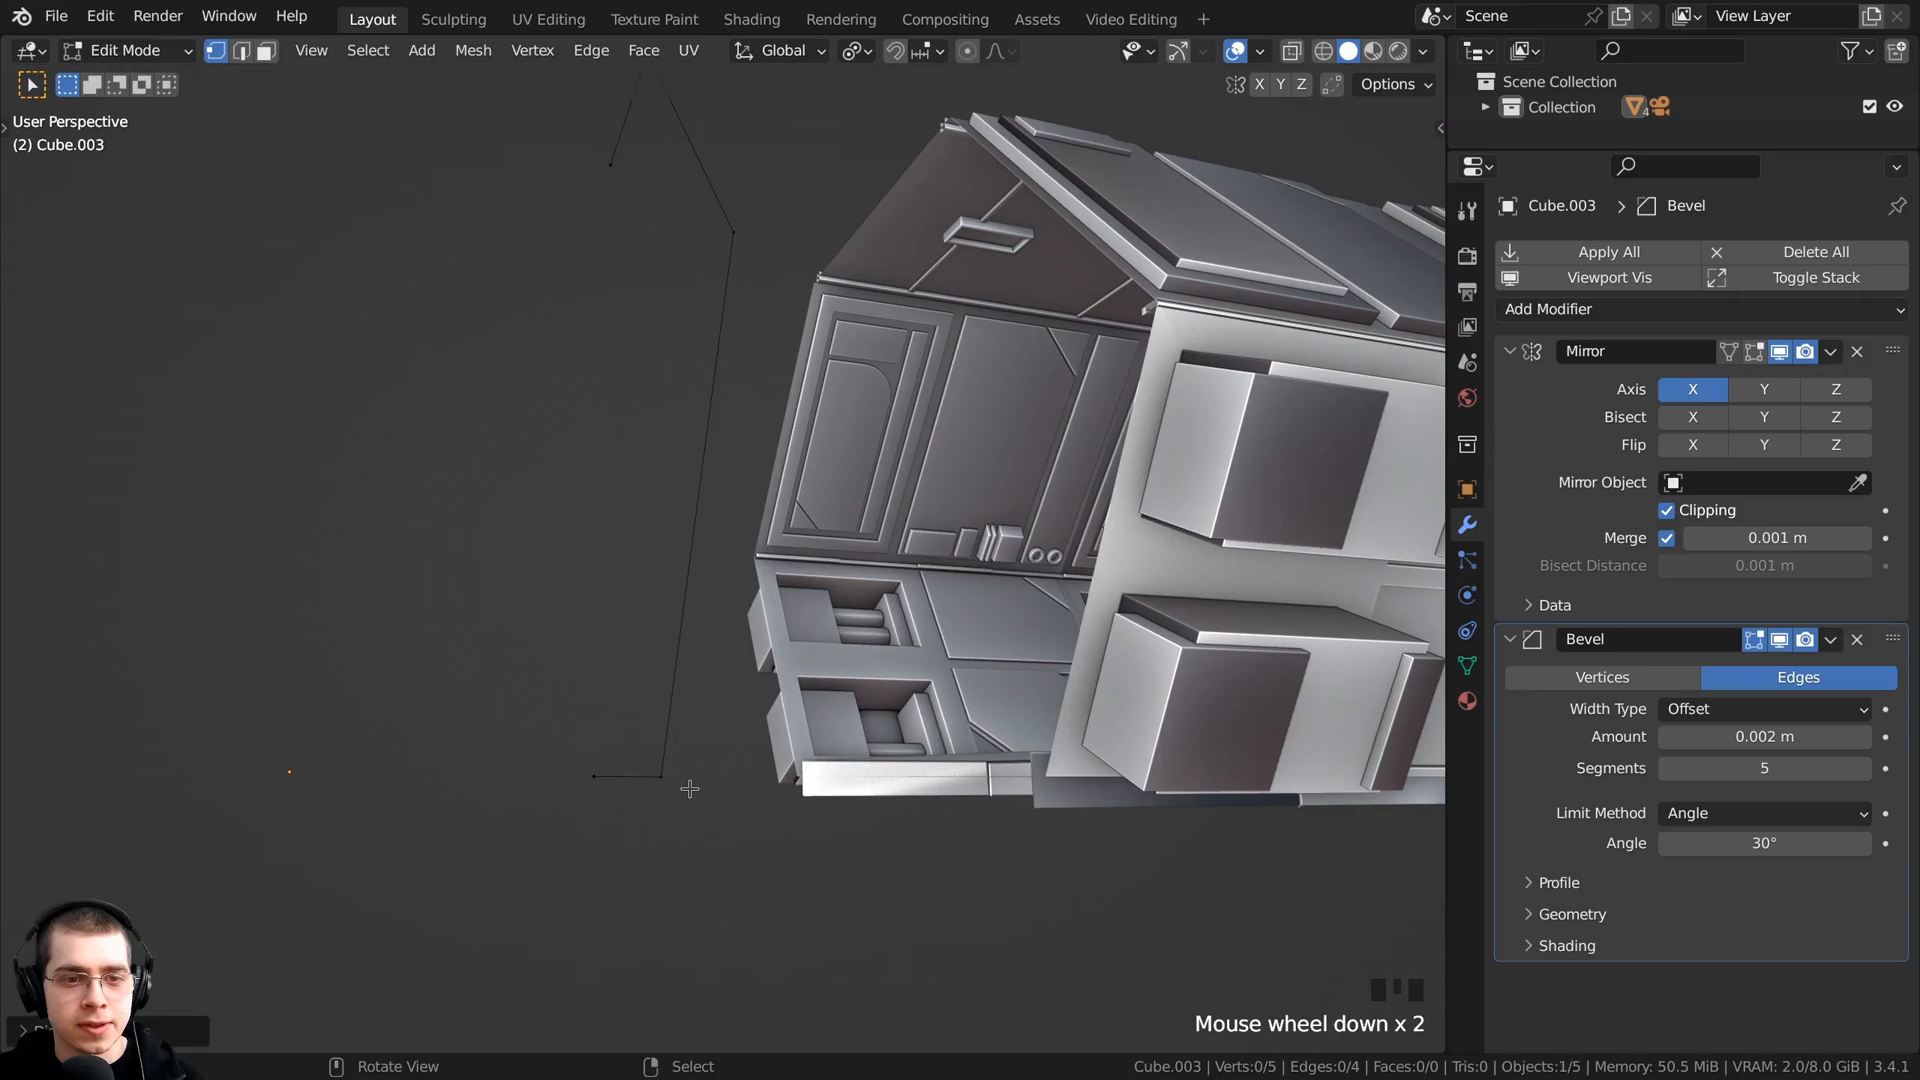 File Edit Render Window Help Layout Sculpting UV Editing Texture Paint Shading Rendering Compositing Assets Video Editing + Scene View Layer
Edit Mode View Select Add Mesh Vertex Edge Face UV Global
X Y Z Options
User Perspective
(2) Cube.003
Scene Collection
Collection 4
Cube.003 > Bevel
Apply All Delete All
Viewport Vis Toggle Stack
Add Modifier
Mirror
Axis X Y Z
Bisect X Y Z
Flip X Y Z
Mirror Object
Clipping
Merge 0.001 m
Bisect Distance 0.001 m
Data
Bevel
Vertices Edges
Width Type Offset
Amount 0.002 m
Segments 5
Limit Method Angle
Angle 30°
Profile
Geometry
Shading
Mouse wheel down x 2
Rotate View Select Cube.003 | Verts:0/5 | Edges:0/4 | Faces:0/0 | Tris:0 | Objects:1/5 | Memory: 50.5 MiB | VRAM: 2.0/8.0 GiB | 3.4.1